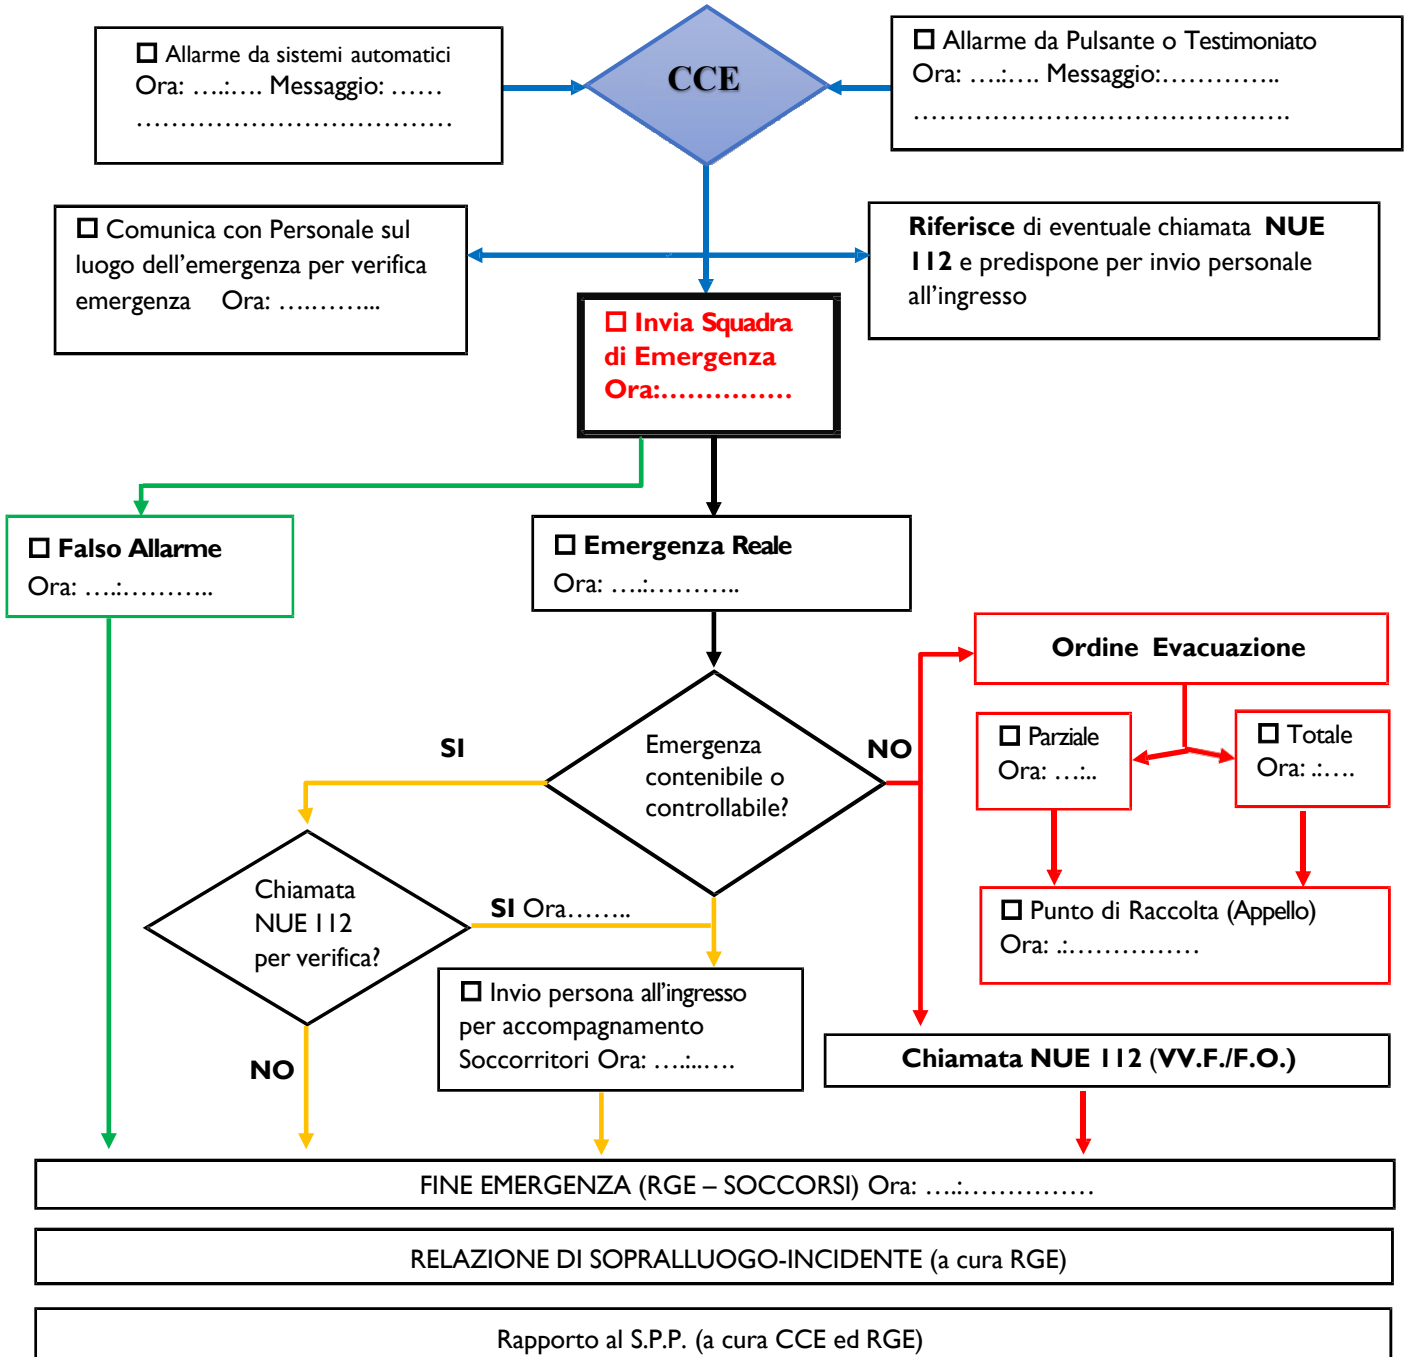 ☐ Allarme da sistemi automatici
Ora: ….:…. Messaggio: ……
………………………………
CCE
☐ Allarme da Pulsante o Testimoniato
Ora: ….:…. Messaggio:…………..
…………………………………….
☐ Comunica con Personale sul
luogo dell’emergenza per verifica
emergenza Ora: ………...
Riferisce di eventuale chiamata NUE
112 e predispone per invio personale
all’ingresso
☐ Invia Squadra
di Emergenza
Ora:……………
☐ Falso Allarme
Ora: ….:………..
☐ Emergenza Reale
Ora: ….:………..
Ordine Evacuazione
☐ Parziale
Ora: …:..
☐ Totale
Ora: .:….
SI
Emergenza
contenibile o
controllabile?
NO
Chiamata
NUE 112
per verifica?
SI Ora……..
☐ Punto di Raccolta (Appello)
Ora: .:……………
☐ Invio persona all’ingresso
per accompagnamento
Soccorritori Ora: ….:..….
NO
Chiamata NUE 112 (VV.F./F.O.)
FINE EMERGENZA (RGE – SOCCORSI) Ora: ….:……………
RELAZIONE DI SOPRALLUOGO-INCIDENTE (a cura RGE)
Rapporto al S.P.P. (a cura CCE ed RGE)